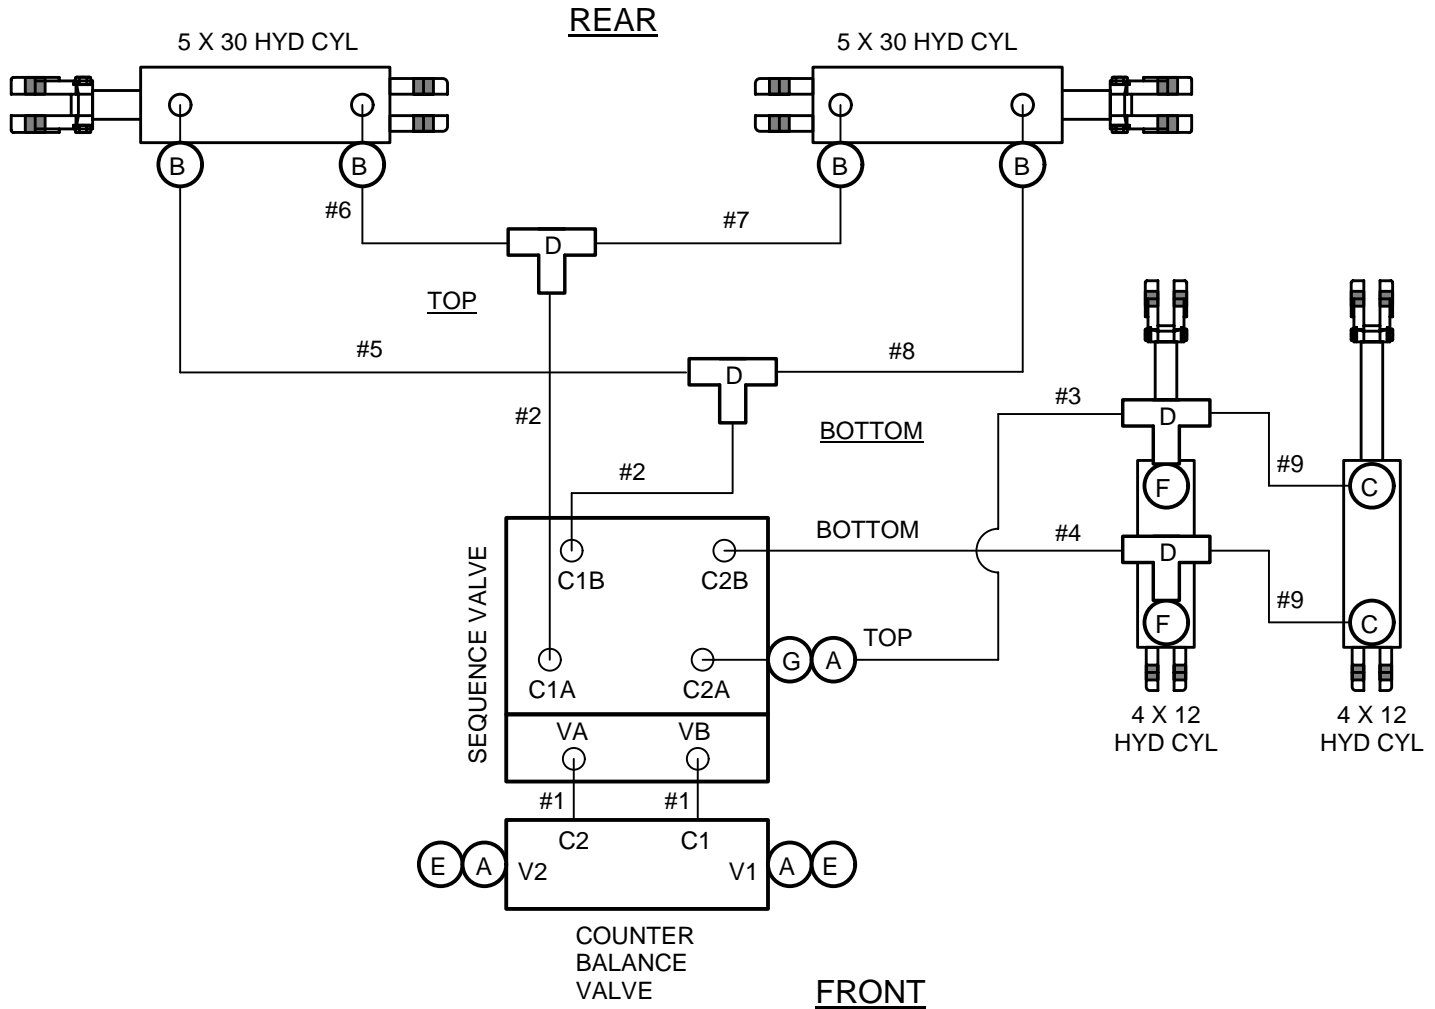 REAR
5 X 30 HYD CYL
5 X 30 HYD CYL
B
B
B
B
#6
#7
D
TOP
#5
#8
D
#2
#3
D
BOTTOM
#2
#9
F
C
BOTTOM
#4
D
C1B
C2B
#9
F
C
SEQUENCE VALVE
TOP
G
A
C1A
C2A
4 X 12
HYD CYL
4 X 12
HYD CYL
VA
VB
#1
#1
C2
C1
E
A
V2
V1
A
E
COUNTER
BALANCE
VALVE
FRONT